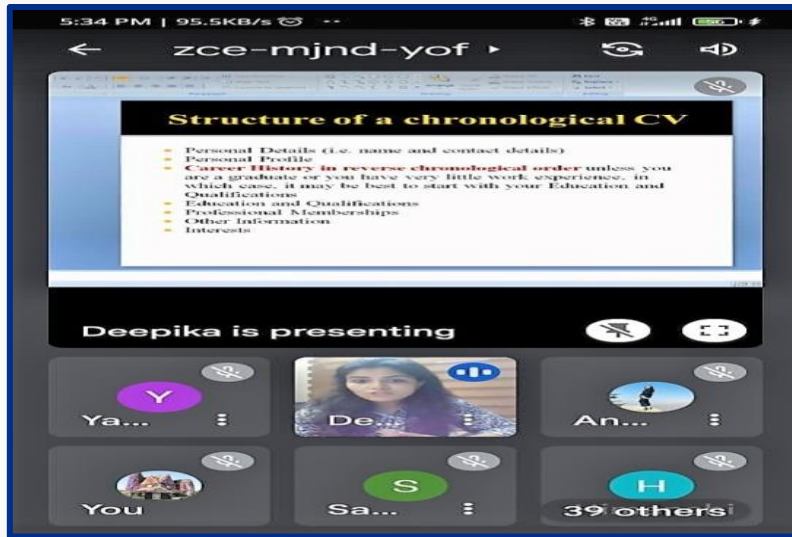 5:34 PM | 95.5KB/s
zce-mjnd-yof
Structure of a chronological CV
Personal Details (i.e. name and contact details)
Personal Profile
Career History in reverse chronological order unless you
are a graduate or you have very little work experience, in
which case, it may be best to start with your Education and
Qualifications
Education and Qualifications
Professional Memberships
Other Information
Interests
Deepika is presenting
Y
Ya...
De...
An...
You
S
Sa...
H
39 others